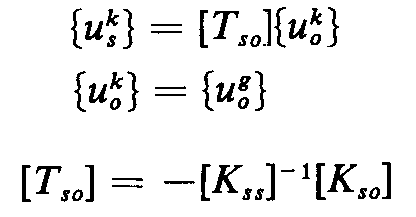 {u_s^k} = [T_so]{u_o^k}
{u_o^k} = {u_o^g}
[T_so] = −[K_ss]^−1[K_so]